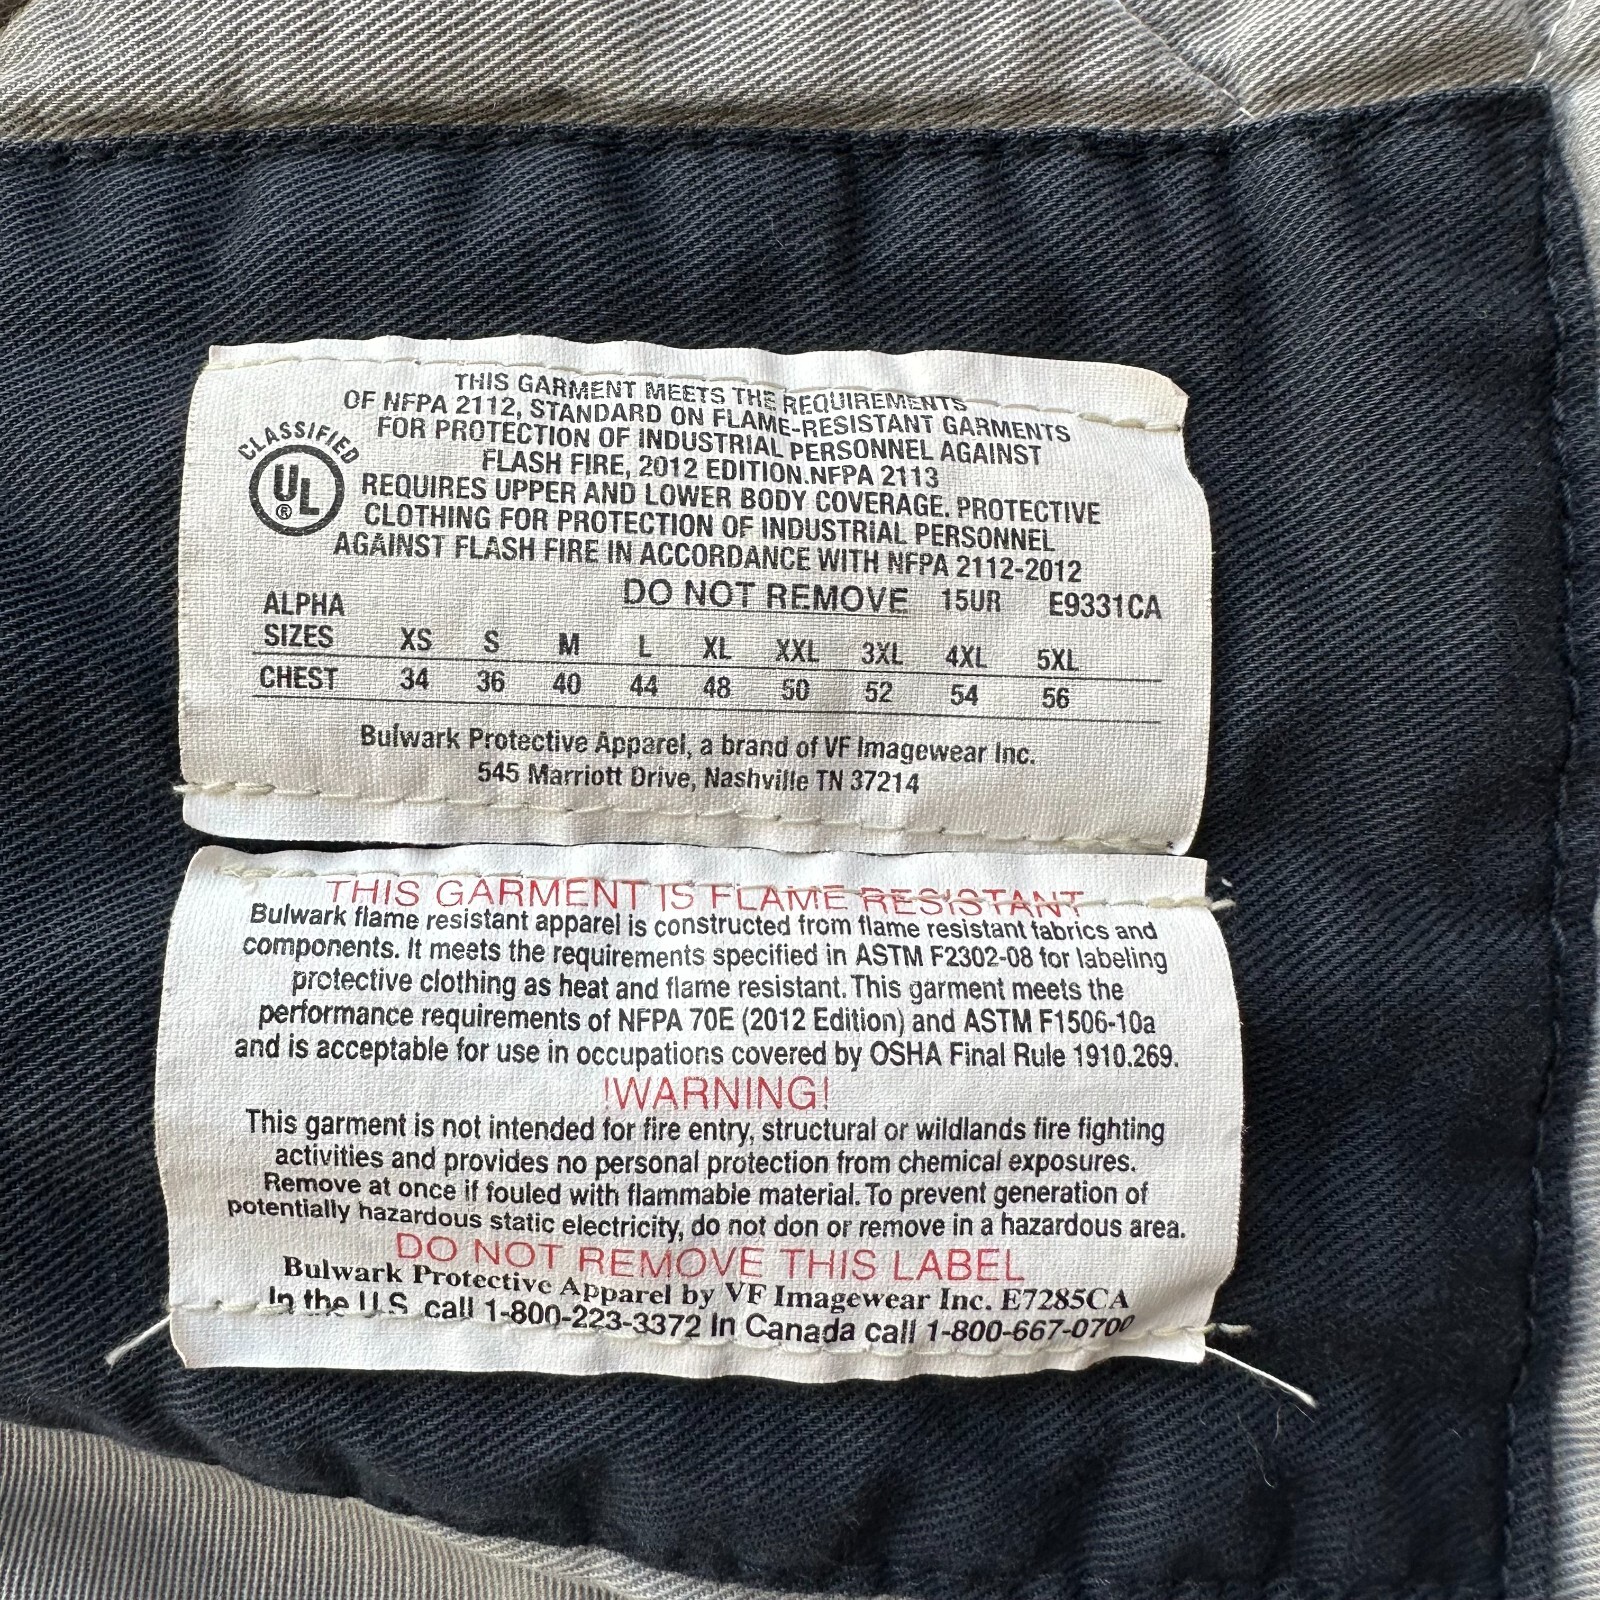 THIS GARMENT MEETS THE REQUIREMENTS
OF NFPA 2112, STANDARD ON FLAME-RESISTANT GARMENTS
FOR PROTECTION OF INDUSTRIAL PERSONNEL AGAINST
FLASH FIRE, 2012 EDITION.NFPA 2113
REQUIRES UPPER AND LOWER BODY COVERAGE. PROTECTIVE
CLOTHING FOR PROTECTION OF INDUSTRIAL PERSONNEL
AGAINST FLASH FIRE IN ACCORDANCE WITH NFPA 2112-2012
CLASSIFIED
UL ®
DO NOT REMOVE 15UR E9331CA
ALPHA
SIZES XS S M L XL XXL 3XL 4XL 5XL
CHEST 34 36 40 44 48 50 52 54 56
Bulwark Protective Apparel, a brand of VF Imagewear Inc.
545 Marriott Drive, Nashville TN 37214
THIS GARMENT IS FLAME RESISTANT
Bulwark flame resistant apparel is constructed from flame resistant fabrics and
components. It meets the requirements specified in ASTM F2302-08 for labeling
protective clothing as heat and flame resistant. This garment meets the
performance requirements of NFPA 70E (2012 Edition) and ASTM F1506-10a
and is acceptable for use in occupations covered by OSHA Final Rule 1910.269.
!WARNING!
This garment is not intended for fire entry, structural or wildlands fire fighting
activities and provides no personal protection from chemical exposures.
Remove at once if fouled with flammable material. To prevent generation of
potentially hazardous static electricity, do not don or remove in a hazardous area.
DO NOT REMOVE THIS LABEL
Bulwark Protective Apparel by VF Imagewear Inc. E7285CA
In the U.S. call 1-800-223-3372 In Canada call 1-800-667-0700